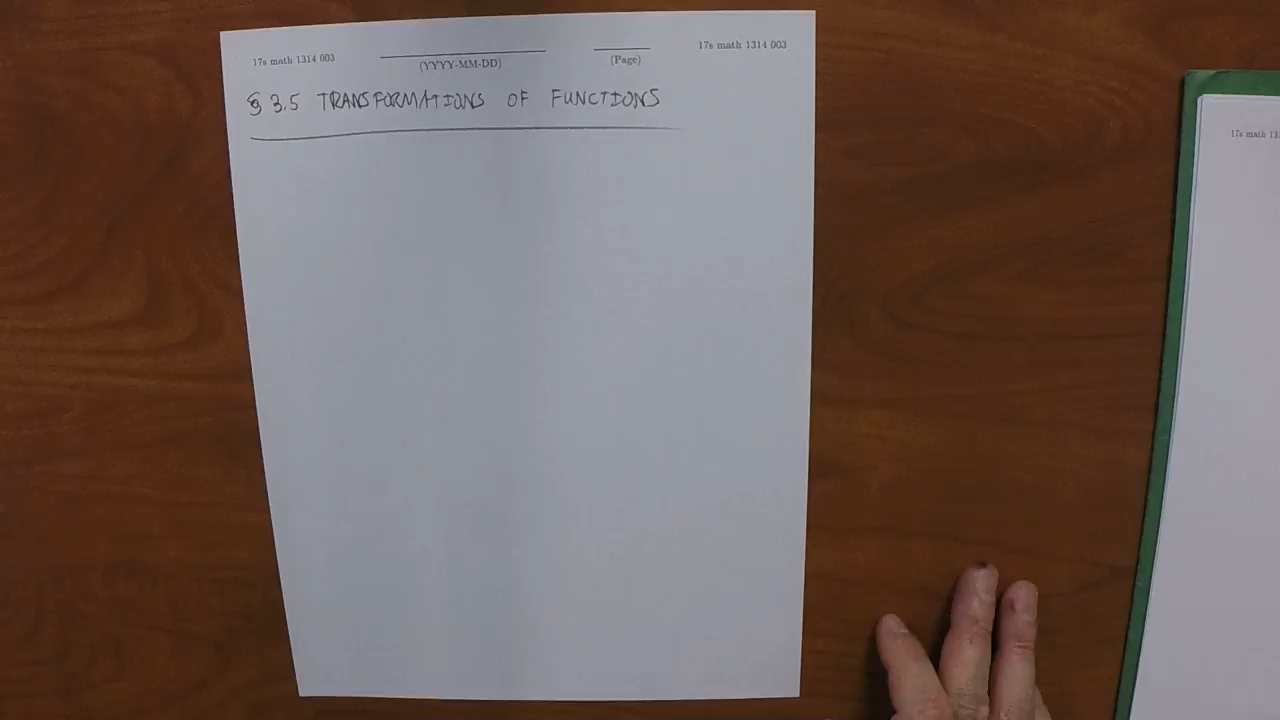 17s math 1314 003 (YYYY-MM-DD) (Page) 17s math 1314 003
§ 3.5 TRANSFORMATIONS OF FUNCTIONS
17s math